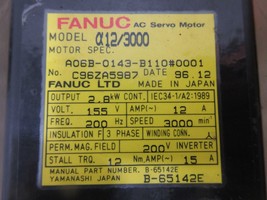 FANUC AC Servo Motor
MODEL α12/3000
MOTOR SPEC.
A06B-0143-B110#0001
No. C96ZA5987 DATE 96.12
FANUC LTD MADE IN JAPAN
OUTPUT 2.8 kW CONT. IEC34-1/A2:1989
VOLT. 155 V AMP(~) 12 A
FREQ. 200 Hz SPEED 3000 min⁻¹
INSULATION F 3 PHASE WINDING CONN. Y
PERM. MAG. FIELD 200V INVERTER
STALL TRQ. 12 Nm AMP.(~) 15 A
MANUAL PART NUMBER. B-65142E
YAMANASHI JAPAN B-65142E